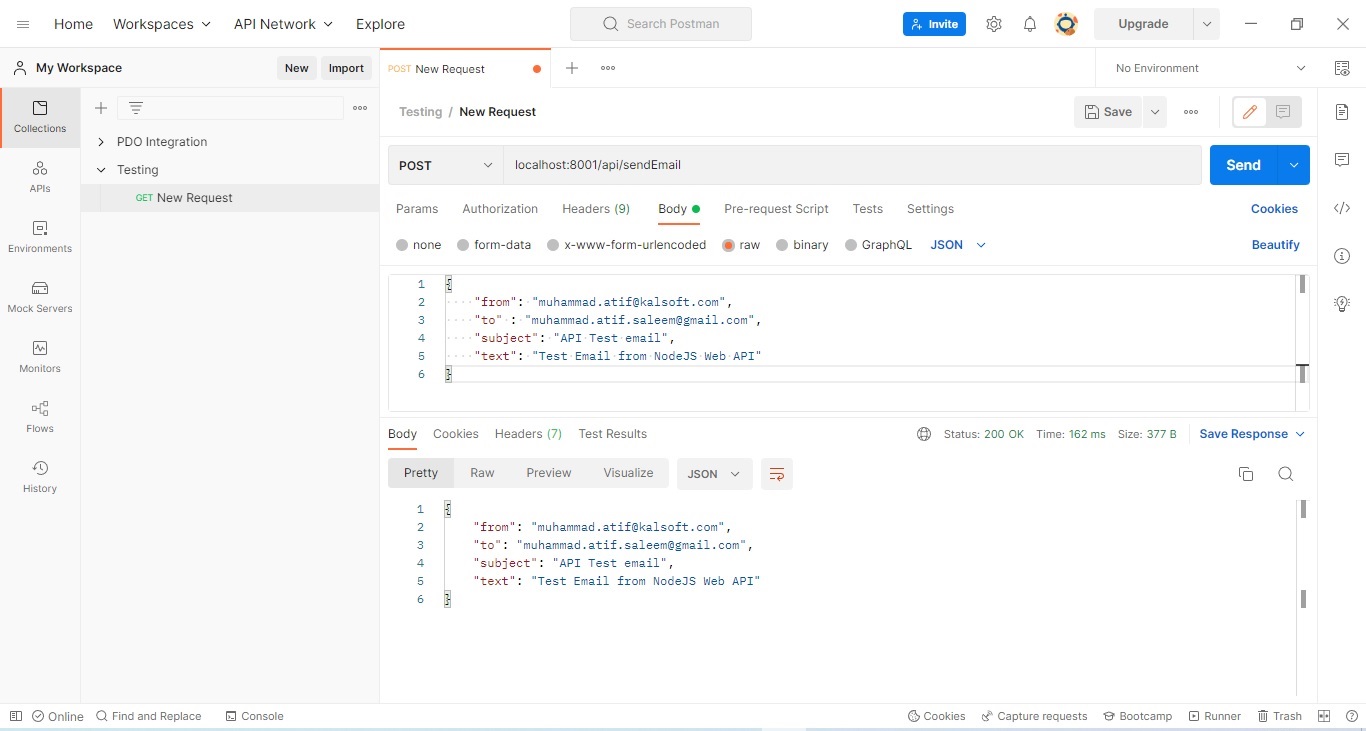 Home Workspaces API Network Explore Search Postman Invite Upgrade
My Workspace New Import POST New Request No Environment
Collections
APIs
Environments
Mock Servers
Monitors
Flows
History
PDO Integration
Testing
GET New Request
Testing / New Request Save
POST localhost:8001/api/sendEmail Send
Params Authorization Headers (9) Body Pre-request Script Tests Settings Cookies
none form-data x-www-form-urlencoded raw binary GraphQL JSON Beautify
1 {
2 "from": "muhammad.atif@kalsoft.com",
3 "to" : "muhammad.atif.saleem@gmail.com",
4 "subject": "API Test email",
5 "text": "Test Email from NodeJS Web API"
6 }
Body Cookies Headers (7) Test Results Status: 200 OK Time: 162 ms Size: 377 B Save Response
Pretty Raw Preview Visualize JSON
1 {
2 "from": "muhammad.atif@kalsoft.com",
3 "to": "muhammad.atif.saleem@gmail.com",
4 "subject": "API Test email",
5 "text": "Test Email from NodeJS Web API"
6 }
Online Find and Replace Console Cookies Capture requests Bootcamp Runner Trash